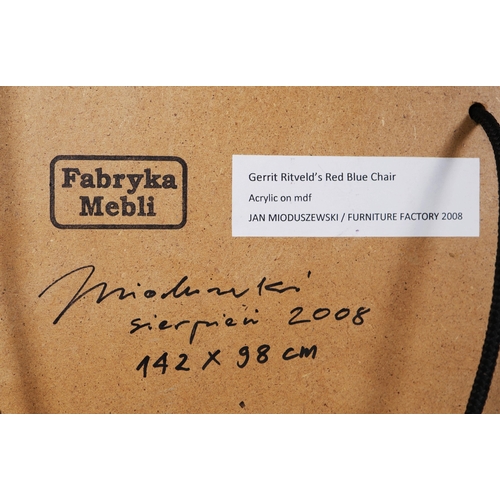 Fabryka
Mebli
Gerrit Ritveld's Red Blue Chair
Acrylic on mdf
JAN MIODUSZEWSKI / FURNITURE FACTORY 2008
Mioduszewski
sierpień 2008
142 x 98 cm